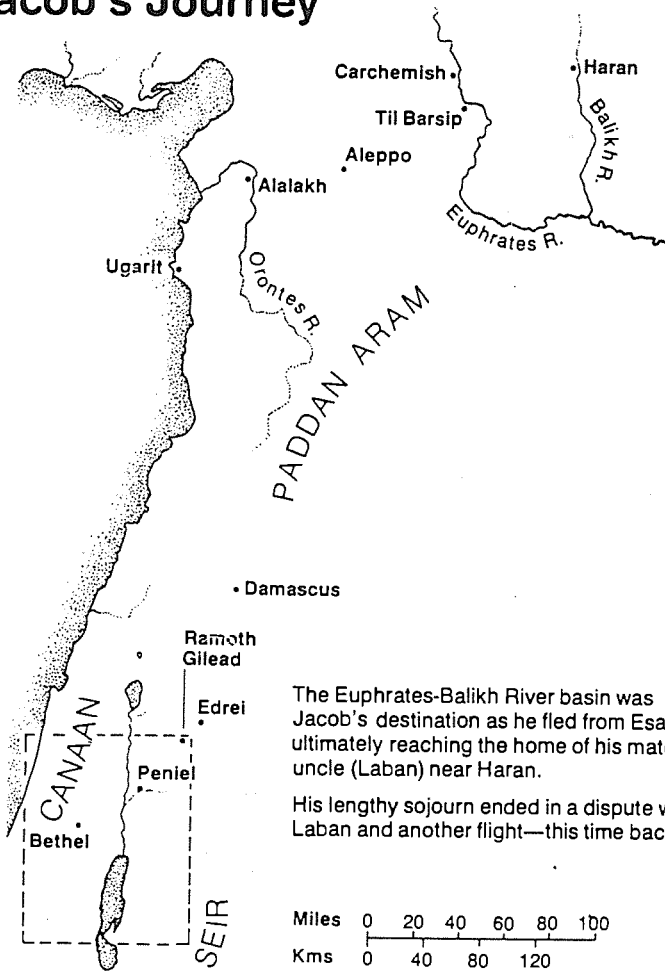 acob's Journey
Carchemish
Haran
Til Barsip
Balikh R.
Aleppo
Alalakh
Euphrates R.
Ugarit
Orontes R.
PADDAN ARAM
Damascus
Ramoth
Gilead
Edrei
CANAAN
Peniel
Bethel
SEIR
The Euphrates-Balikh River basin was
Jacob's destination as he fled from Esa
ultimately reaching the home of his mat
uncle (Laban) near Haran.
His lengthy sojourn ended in a dispute w
Laban and another flight—this time bac
Miles 0 20 40 60 80 100
Kms 0 40 80 120